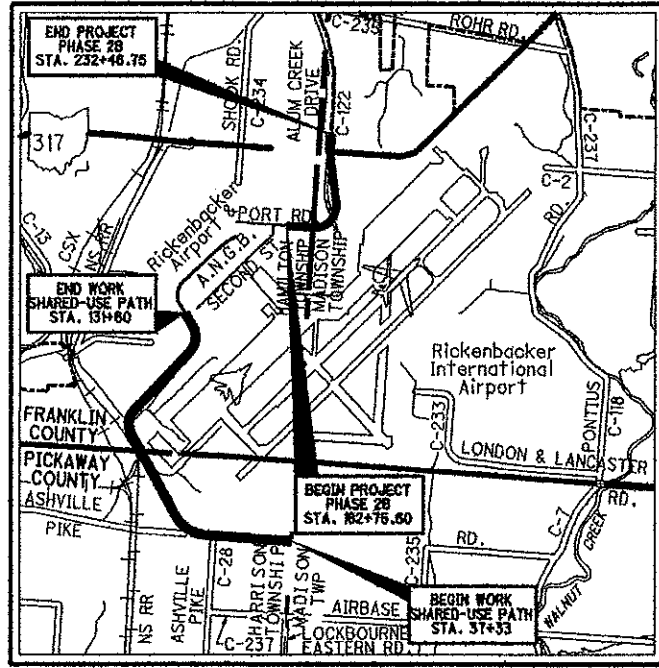 END PROJECT
PHASE 2B
STA. 232+46.75
SHOOK RD.
C-234
ALUM CREEK
DRIVE
C-122
C-235
ROHR RD.
317
C-237
C-2
RD.
C-13
CSX
NS RR
Rickenbacker
Airport &
A.N.G.B.
PORT RD.
SECOND ST.
HAMILTON
TOWNSHIP
MADISON
TOWNSHIP
END WORK
SHARED-USE PATH
STA. 131+60
Rickenbacker
International
Airport
C-233
PONTIUS
C-118
FRANKLIN
COUNTY
PICKAWAY
COUNTY
LONDON & LANCASTER
RD.
ASHVILLE
PIKE
BEGIN PROJECT
PHASE 2B
STA. 182+75.50
C-7
CREEK
WALNUT
C-235
RD.
NS RR
ASHVILLE
PIKE
C-28
HARRISON
TOWNSHIP
MADISON
TWP
C-237
AIRBASE
LOCKBOURNE
EASTERN RD.
BEGIN WORK
SHARED-USE PATH
STA. 37+33